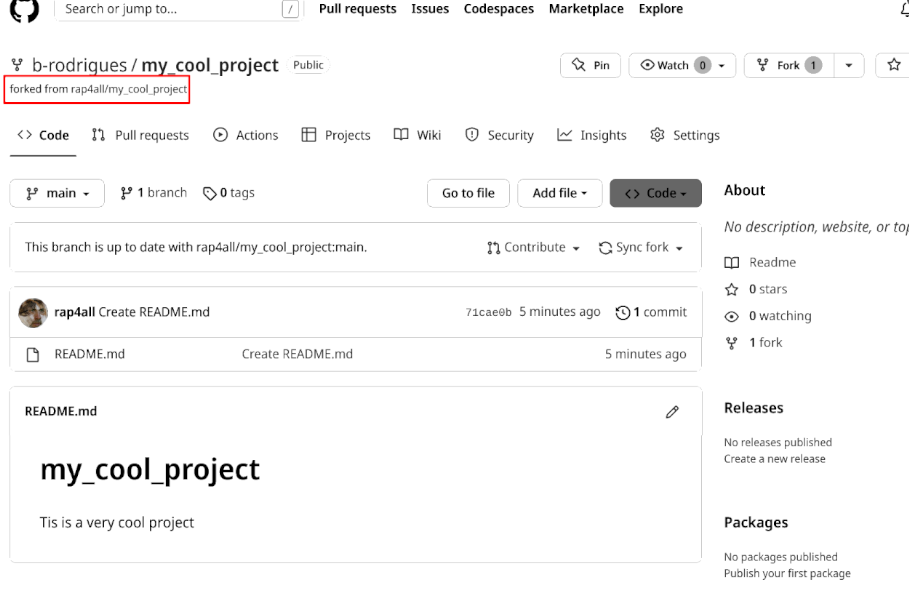 Search or jump to... /
Pull requests Issues Codespaces Marketplace Explore
b-rodrigues / my_cool_project Public
Pin Watch 0 Fork 1
forked from rap4all/my_cool_project
<> Code Pull requests Actions Projects Wiki Security Insights Settings
main 1 branch 0 tags Go to file Add file <> Code
This branch is up to date with rap4all/my_cool_project:main. Contribute Sync fork
rap4all Create README.md 71cae0b 5 minutes ago 1 commit
README.md Create README.md 5 minutes ago
README.md
my_cool_project
Tis is a very cool project
About
No description, website, or
Readme
0 stars
0 watching
1 fork
Releases
No releases published
Create a new release
Packages
No packages published
Publish your first package